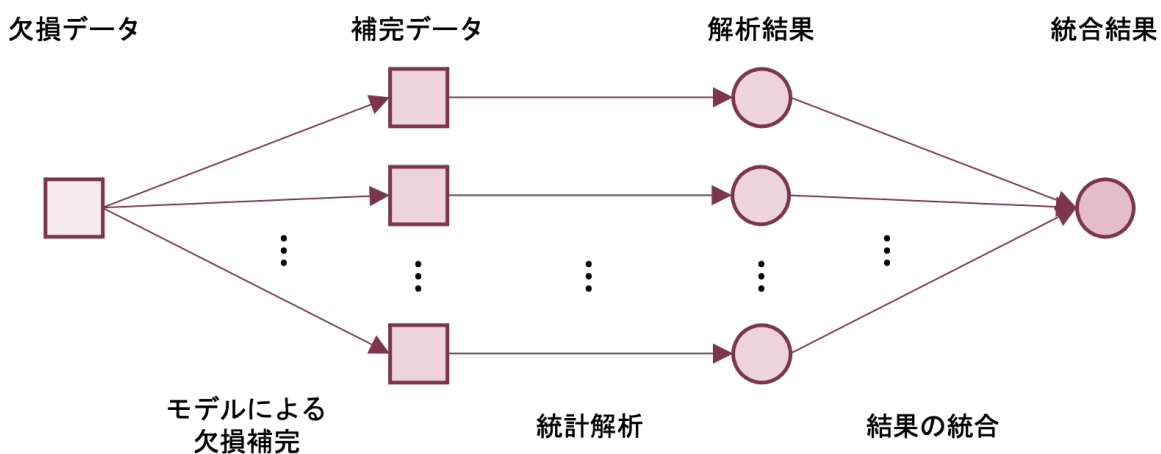 欠損データ
補完データ
解析結果
統合結果
モデルによる
欠損補完
統計解析
結果の統合